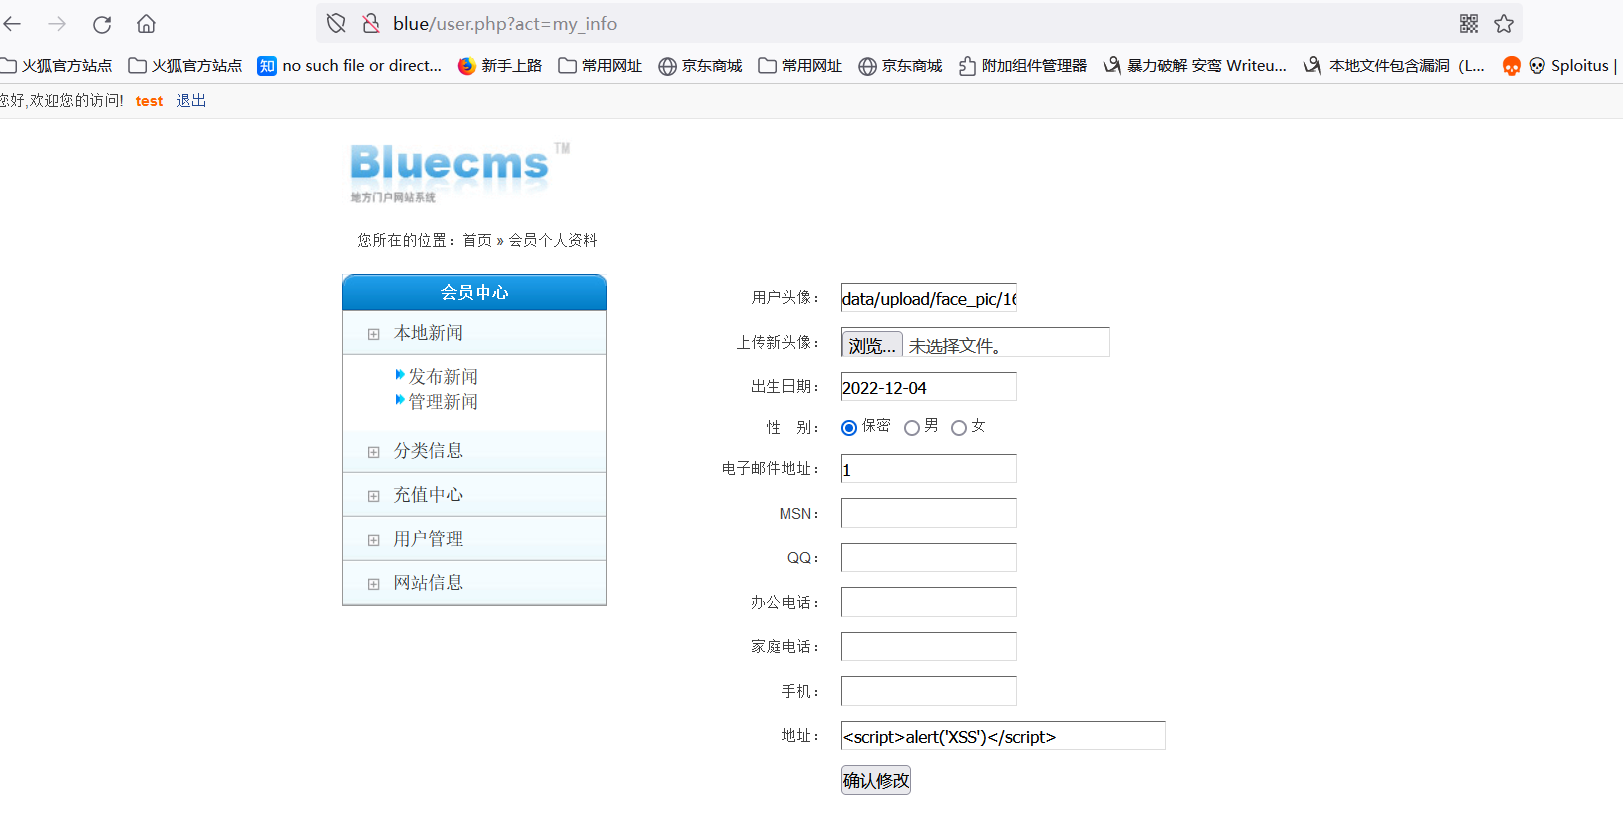 blue/user.php?act=my_info
火狐官方站点 火狐官方站点 知 no such file or direct... 新手上路 常用网址 京东商城 常用网址 京东商城 附加组件管理器 暴力破解 安鸾 Writeu... 本地文件包含漏洞（L... Sploitus |
您好,欢迎您的访问! test 退出
Bluecms TM
地方门户网站系统
您所在的位置：首页 » 会员个人资料
会员中心
本地新闻
发布新闻
管理新闻
分类信息
充值中心
用户管理
网站信息
用户头像： data/upload/face_pic/16
上传新头像： 浏览... 未选择文件。
出生日期： 2022-12-04
性 别： 保密 男 女
电子邮件地址： 1
MSN：
QQ：
办公电话：
家庭电话：
手机：
地址： <script>alert('XSS')</script>
确认修改